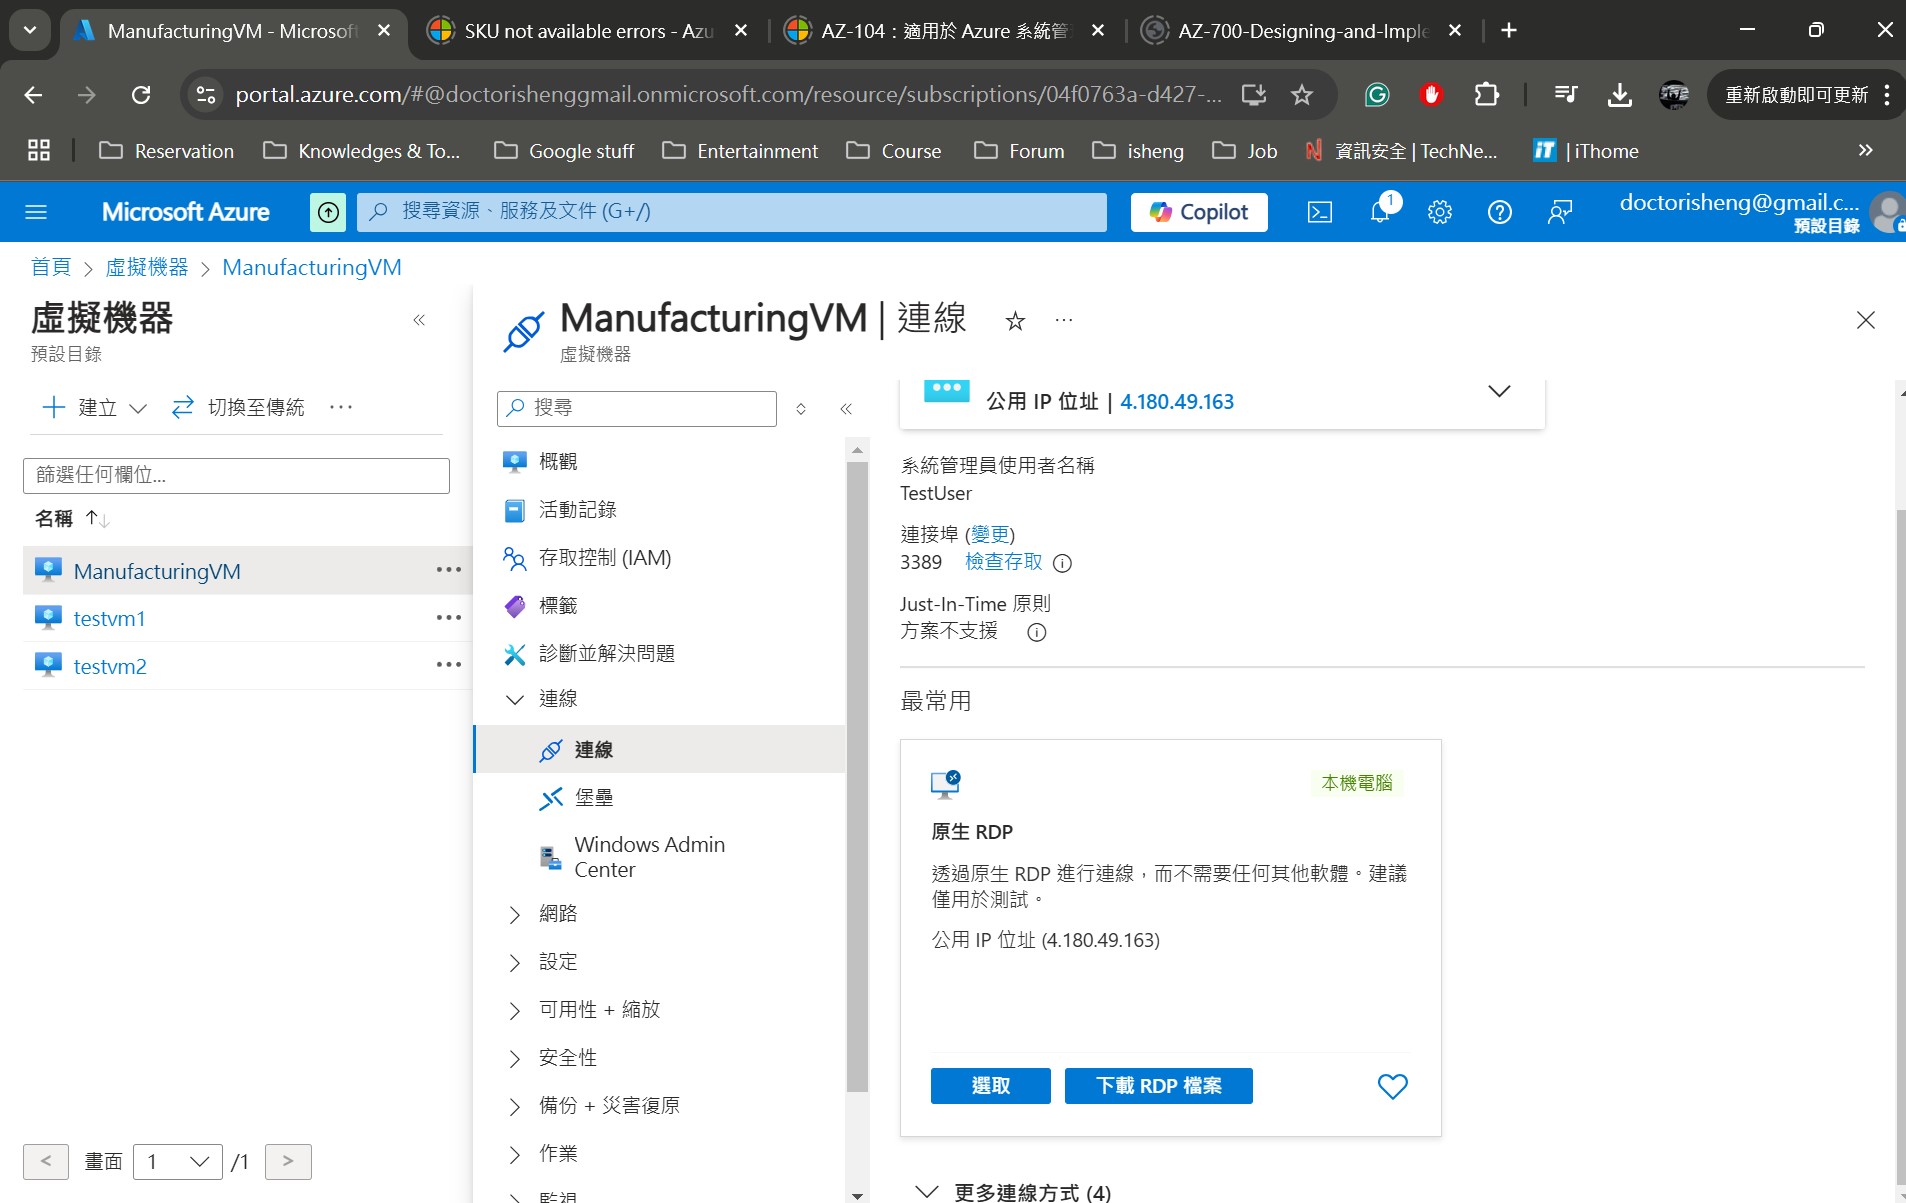 ManufacturingVM - Microsoft
SKU not available errors - Azu
AZ-104：適用於 Azure 系統管
AZ-700-Designing-and-Imple
portal.azure.com/#@doctorishenggmail.onmicrosoft.com/resource/subscriptions/04f0763a-d427-...
重新啟動即可更新
Reservation
Knowledges & To...
Google stuff
Entertainment
Course
Forum
isheng
Job
資訊安全 | TechNe...
iT
| iThome
Microsoft Azure
搜尋資源、服務及文件 (G+/)
Copilot
1
doctorisheng@gmail.c...
預設目錄
首頁 > 虛擬機器 > ManufacturingVM
虛擬機器
預設目錄
建立
切換至傳統
篩選任何欄位...
名稱
ManufacturingVM
testvm1
testvm2
< 畫面 1 /1 >
ManufacturingVM | 連線
虛擬機器
搜尋
概觀
活動記錄
存取控制 (IAM)
標籤
診斷並解決問題
連線
連線
堡壘
Windows Admin
Center
網路
設定
可用性 + 縮放
安全性
備份 + 災害復原
作業
監視
公用 IP 位址 | 4.180.49.163
系統管理員使用者名稱
TestUser
連接埠 (變更)
3389 檢查存取
Just-In-Time 原則
方案不支援
最常用
本機電腦
原生 RDP
透過原生 RDP 進行連線，而不需要任何其他軟體。建議
僅用於測試。
公用 IP 位址 (4.180.49.163)
選取
下載 RDP 檔案
更多連線方式 (4)